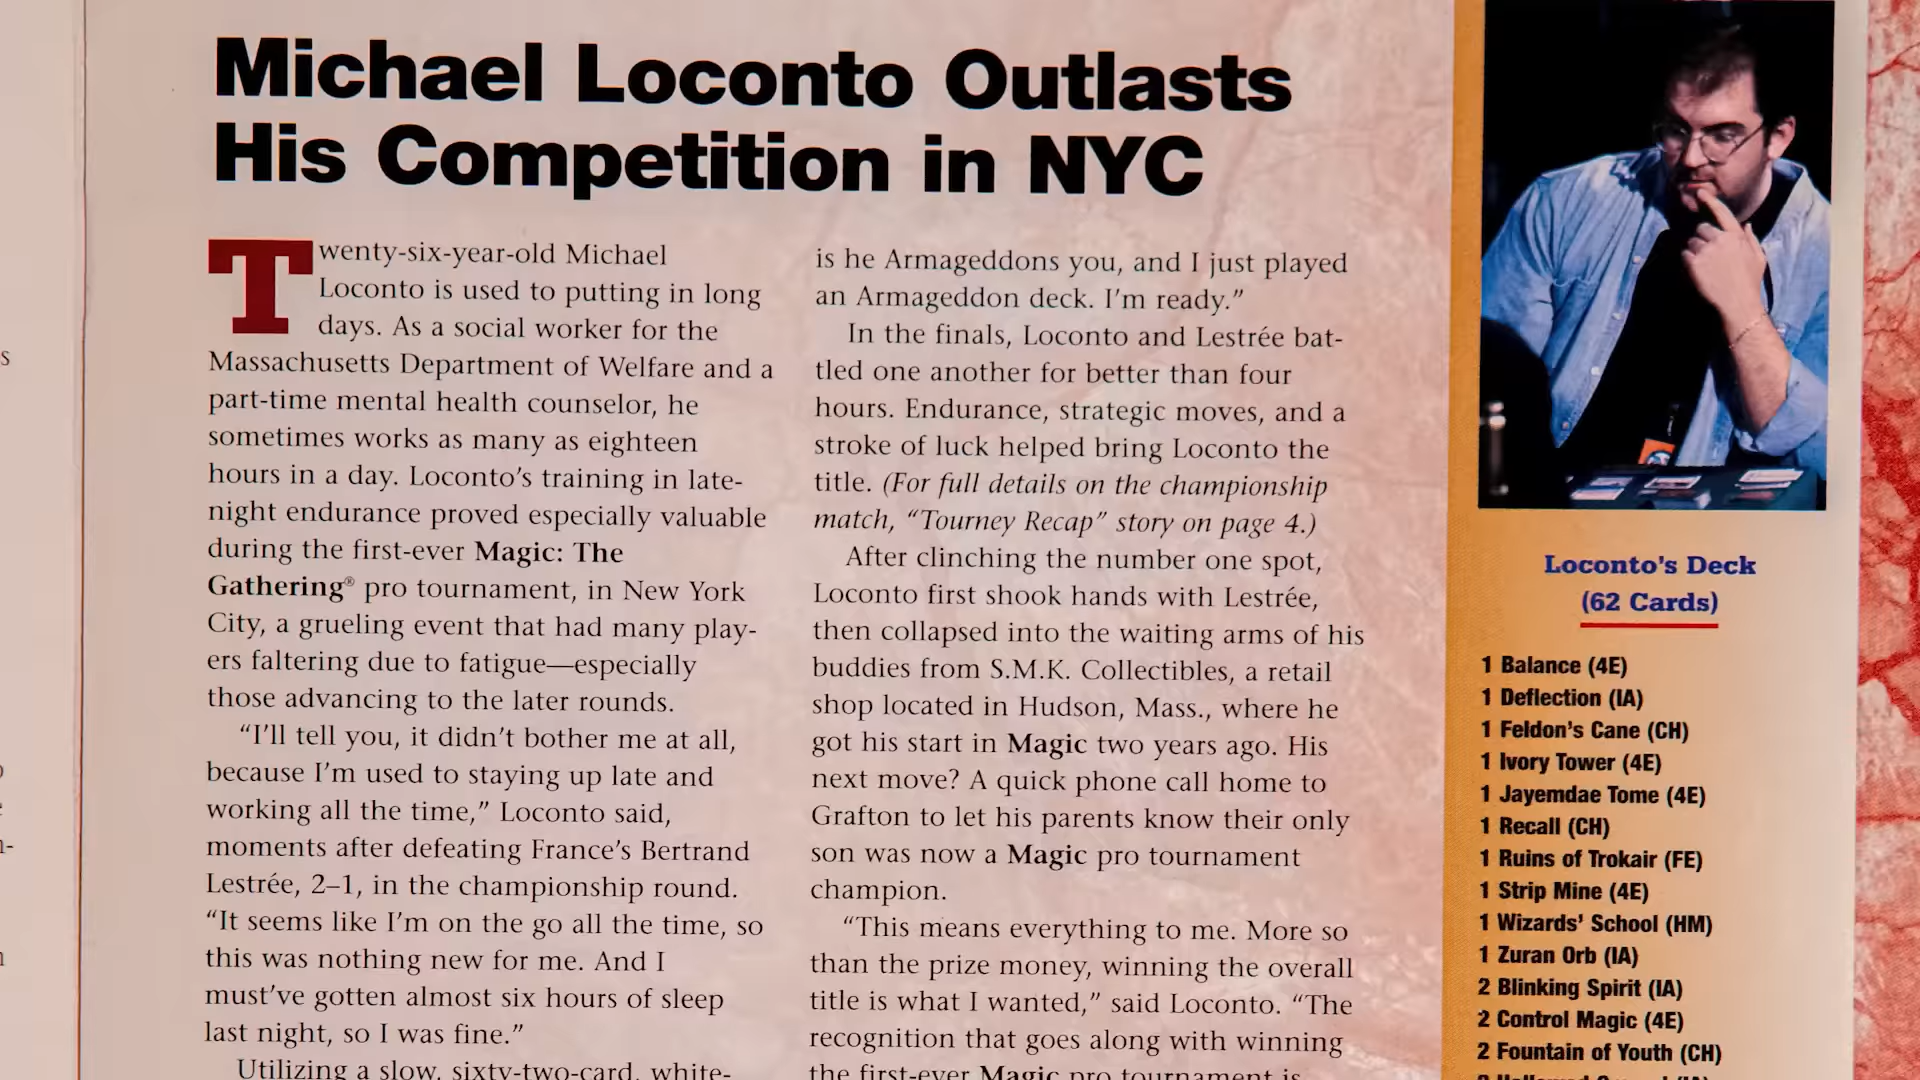 Michael Loconto Outlasts
His Competition in NYC
Twenty-six-year-old Michael
Loconto is used to putting in long
days. As a social worker for the
Massachusetts Department of Welfare and a
part-time mental health counselor, he
sometimes works as many as eighteen
hours in a day. Loconto's training in late-
night endurance proved especially valuable
during the first-ever Magic: The
Gathering® pro tournament, in New York
City, a grueling event that had many play-
ers faltering due to fatigue—especially
those advancing to the later rounds.
“I'll tell you, it didn't bother me at all,
because I'm used to staying up late and
working all the time,” Loconto said,
moments after defeating France's Bertrand
Lestrée, 2–1, in the championship round.
“It seems like I'm on the go all the time, so
this was nothing new for me. And I
must've gotten almost six hours of sleep
last night, so I was fine.”
Utilizing a slow, sixty-two-card, white-
is he Armageddons you, and I just played
an Armageddon deck. I'm ready.”
In the finals, Loconto and Lestrée bat-
tled one another for better than four
hours. Endurance, strategic moves, and a
stroke of luck helped bring Loconto the
title. (For full details on the championship
match, “Tourney Recap” story on page 4.)
After clinching the number one spot,
Loconto first shook hands with Lestrée,
then collapsed into the waiting arms of his
buddies from S.M.K. Collectibles, a retail
shop located in Hudson, Mass., where he
got his start in Magic two years ago. His
next move? A quick phone call home to
Grafton to let his parents know their only
son was now a Magic pro tournament
champion.
“This means everything to me. More so
than the prize money, winning the overall
title is what I wanted,” said Loconto. “The
recognition that goes along with winning
the first-ever Magic pro tournament is
Loconto's Deck
(62 Cards)
1 Balance (4E)
1 Deflection (IA)
1 Feldon's Cane (CH)
1 Ivory Tower (4E)
1 Jayemdae Tome (4E)
1 Recall (CH)
1 Ruins of Trokair (FE)
1 Strip Mine (4E)
1 Wizards' School (HM)
1 Zuran Orb (IA)
2 Blinking Spirit (IA)
2 Control Magic (4E)
2 Fountain of Youth (CH)